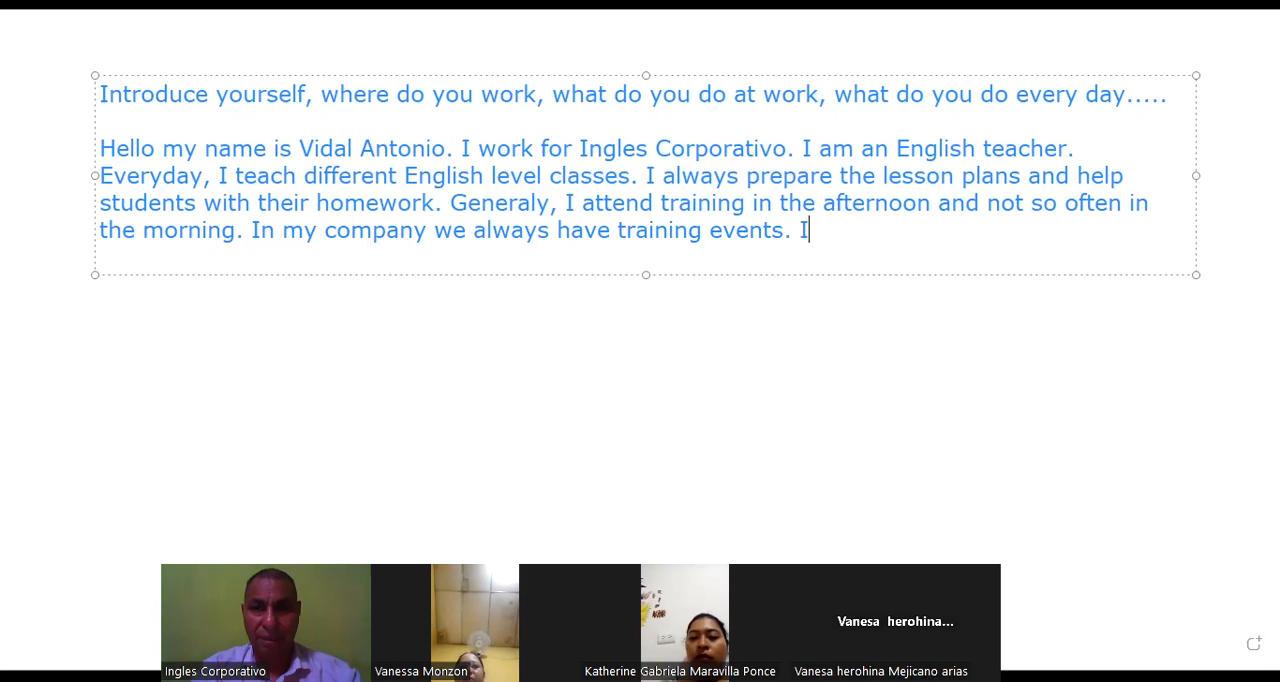 Introduce yourself, where do you work, what do you do at work, what do you do every day.....
Hello my name is Vidal Antonio. I work for Ingles Corporativo. I am an English teacher.
Everyday, I teach different English level classes. I always prepare the lesson plans and help
students with their homework. Generaly, I attend training in the afternoon and not so often in
the morning. In my company we always have training events. I
Vanesa herohina...
Ingles Corporativo
Vanessa Monzon
Katherine Gabriela Maravilla Ponce
Vanesa herohina Mejicano arias